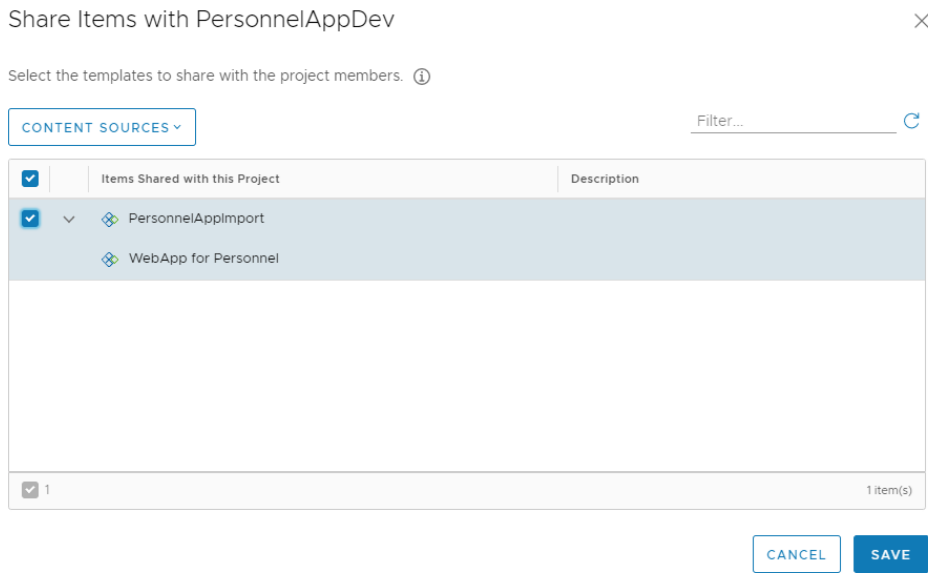 Share Items with PersonnelAppDev
Select the templates to share with the project members.
CONTENT SOURCES
Filter...
Items Shared with this Project Description
PersonnelAppImport
WebApp for Personnel
1 1 item(s)
CANCEL SAVE